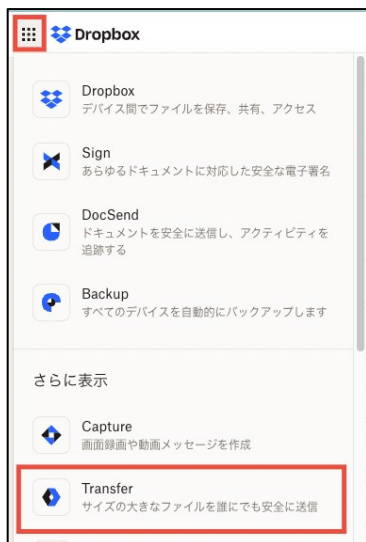 Dropbox
Dropbox
デバイス間でファイルを保存、共有、アクセス
Sign
あらゆるドキュメントに対応した安全な電子署名
DocSend
ドキュメントを安全に送信し、アクティビティを
追跡する
Backup
すべてのデバイスを自動的にバックアップします
さらに表示
Capture
画面録画や動画メッセージを作成
Transfer
サイズの大きなファイルを誰にでも安全に送信